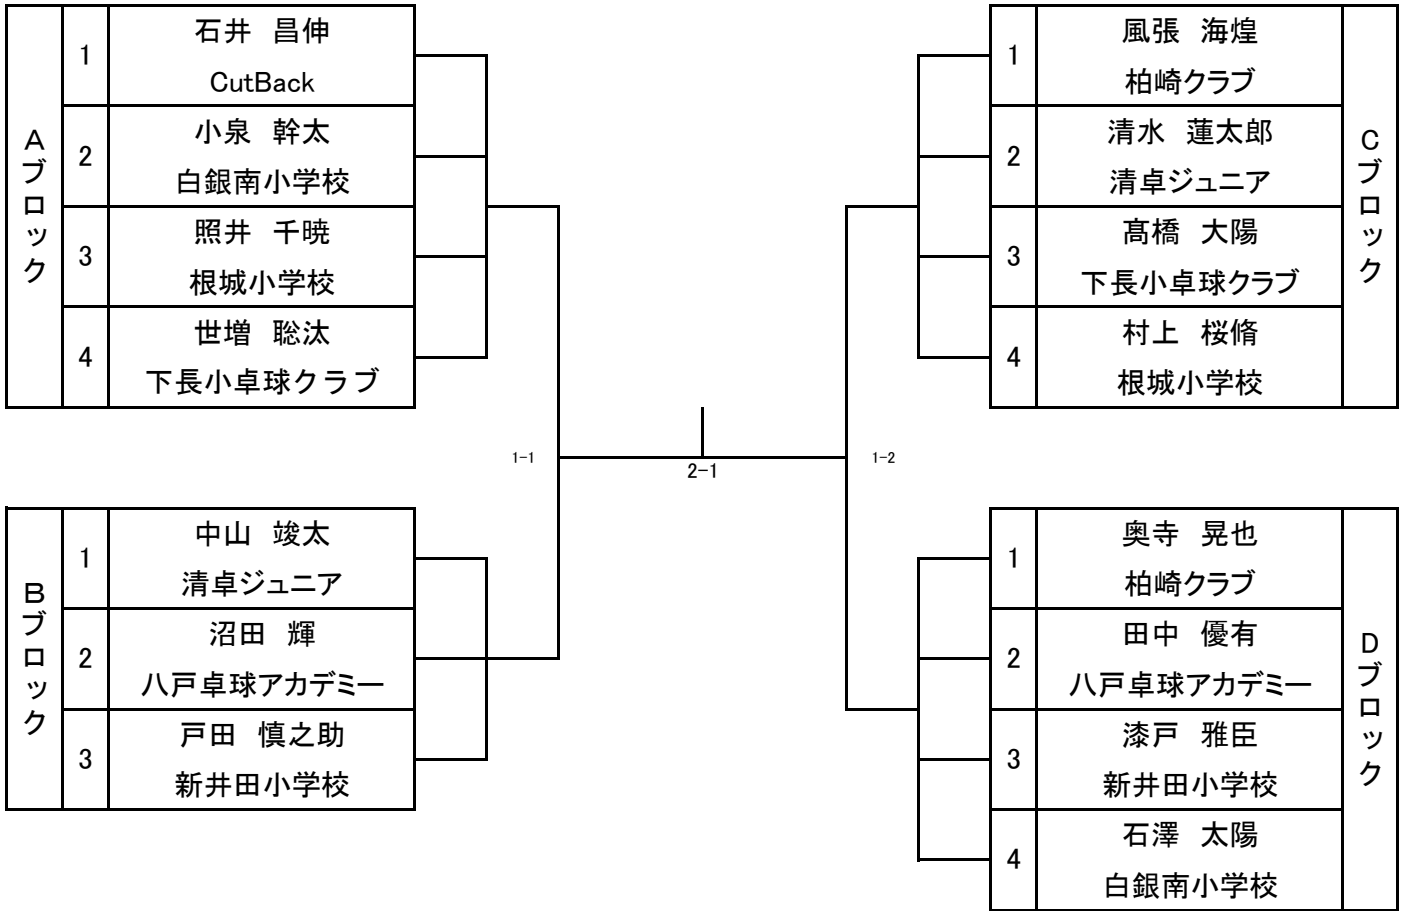 Aブロック
1
石井　昌伸
CutBack
2
小泉　幹太
白銀南小学校
3
照井　千暁
根城小学校
4
世増　聡汰
下長小卓球クラブ
Bブロック
1
中山　竣太
清卓ジュニア
2
沼田　輝
八戸卓球アカデミー
3
戸田　慎之助
新井田小学校
1-1
2-1
1-2
Cブロック
1
風張　海煌
柏崎クラブ
2
清水　蓮太郎
清卓ジュニア
3
髙橋　大陽
下長小卓球クラブ
4
村上　桜脩
根城小学校
Dブロック
1
奥寺　晃也
柏崎クラブ
2
田中　優有
八戸卓球アカデミー
3
漆戸　雅臣
新井田小学校
4
石澤　太陽
白銀南小学校